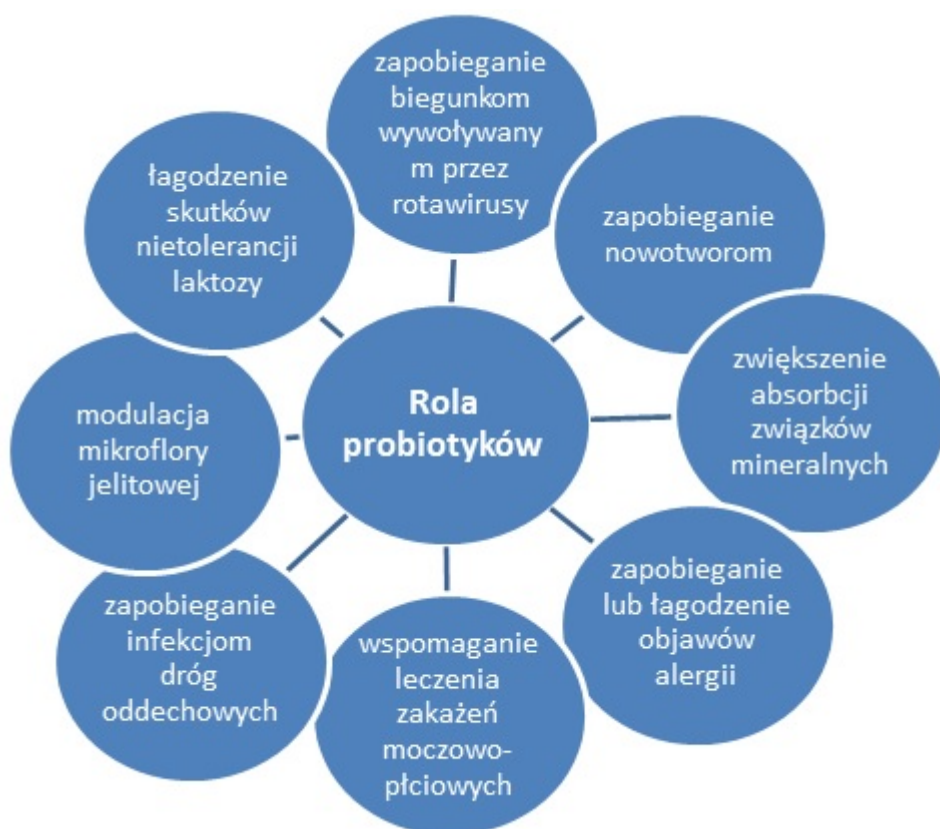 zapobieganie
biegunkom
wywoływany
m przez
rotawirusy
zapobieganie
nowotworom
zwiększenie
absorbcji
związków
mineralnych
zapobieganie
lub łagodzenie
objawów
alergii
wspomaganie
leczenia
zakażeń
moczowo-
płciowych
zapobieganie
infekcjom
dróg
oddechowych
modulacja
mikroflory
jelitowej
łagodzenie
skutków
nietolerancji
laktozy
Rola
probiotyków